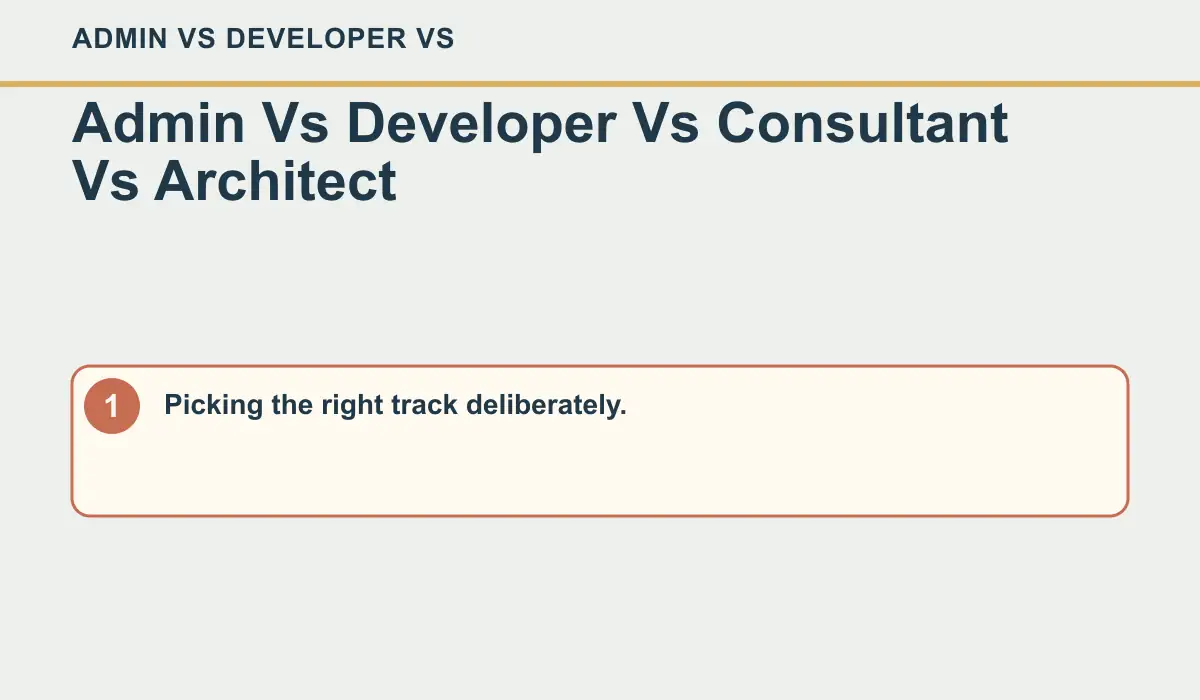 ADMIN VS DEVELOPER VS
Admin Vs Developer Vs Consultant
Vs Architect
1
Picking the right track deliberately.